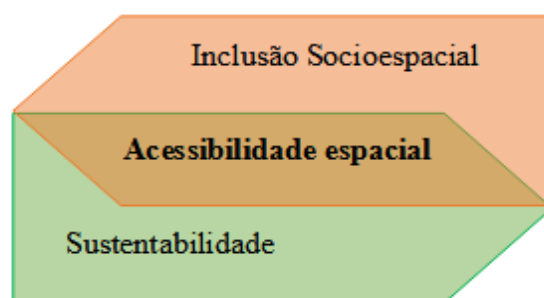 Inclusão Socioespacial
Acessibilidade espacial
Sustentabilidade